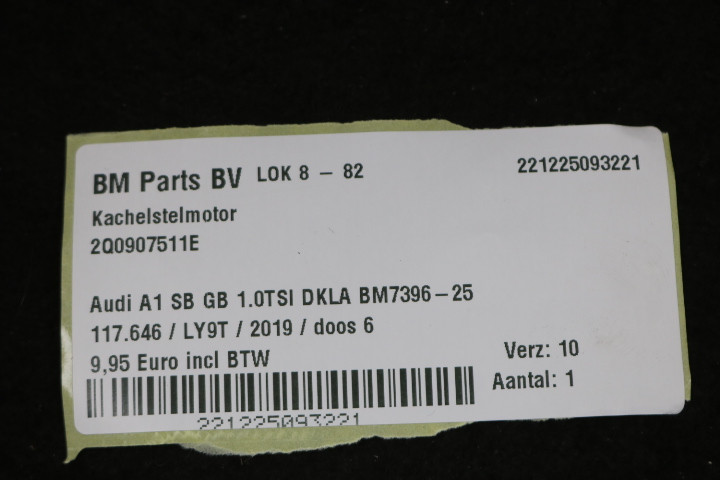 BM Parts BV LOK 8 – 82 221225093221
Kachelstelmotor
2Q0907511E
Audi A1 SB GB 1.0TSI DKLA BM7396–25
117.646 / LY9T / 2019 / doos 6
9,95 Euro incl BTW Verz: 10
Aantal: 1
221225093221